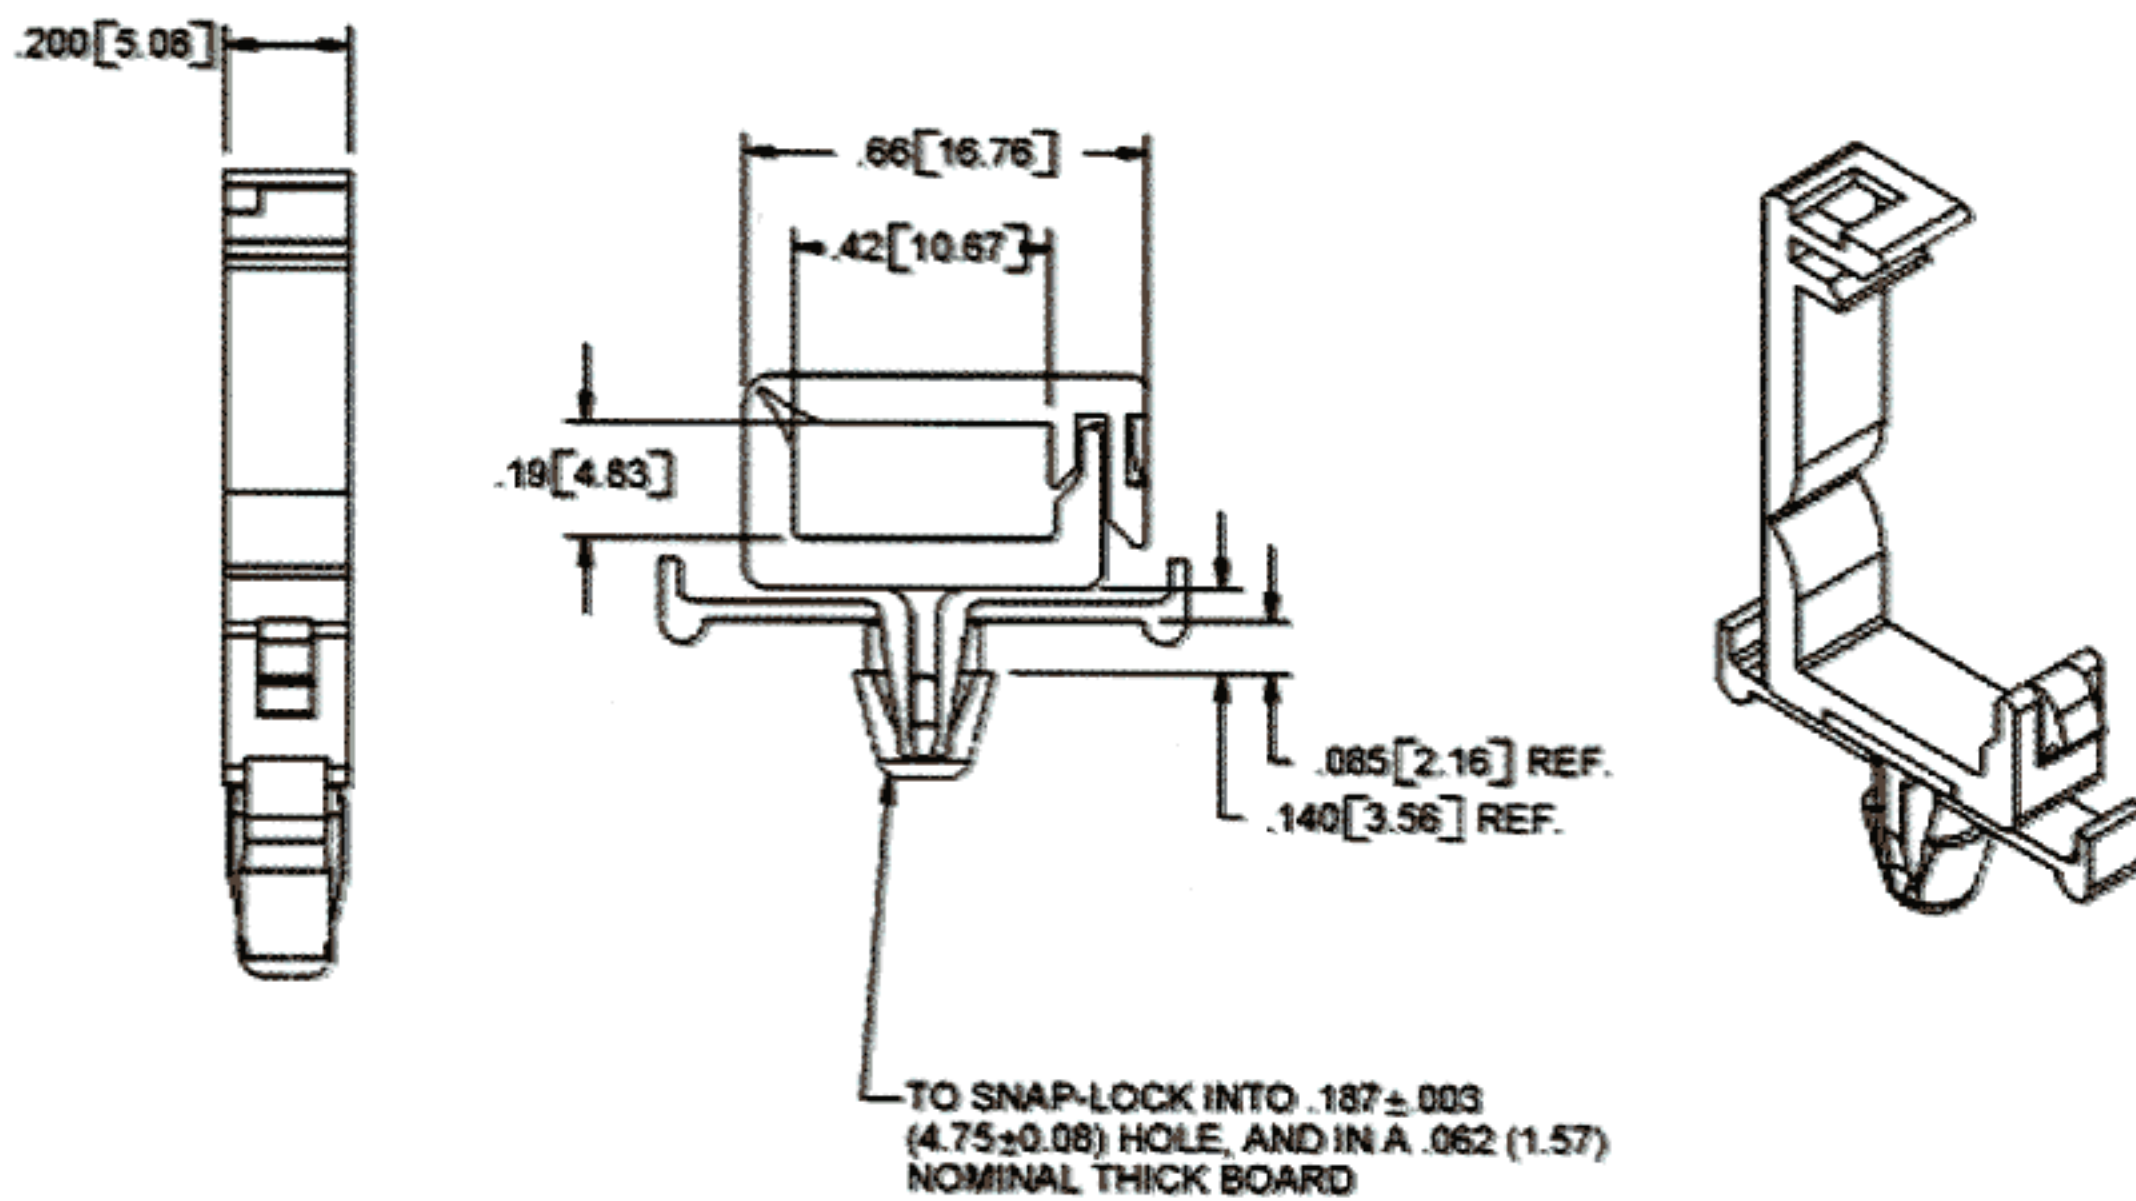 .200[5.08]
.66[16.76]
.42[10.67]
.19[4.83]
.085[2.16] REF.
.140[3.56] REF.
TO SNAP-LOCK INTO .187±.003
(4.75±0.08) HOLE, AND IN A .062 (1.57)
NOMINAL THICK BOARD